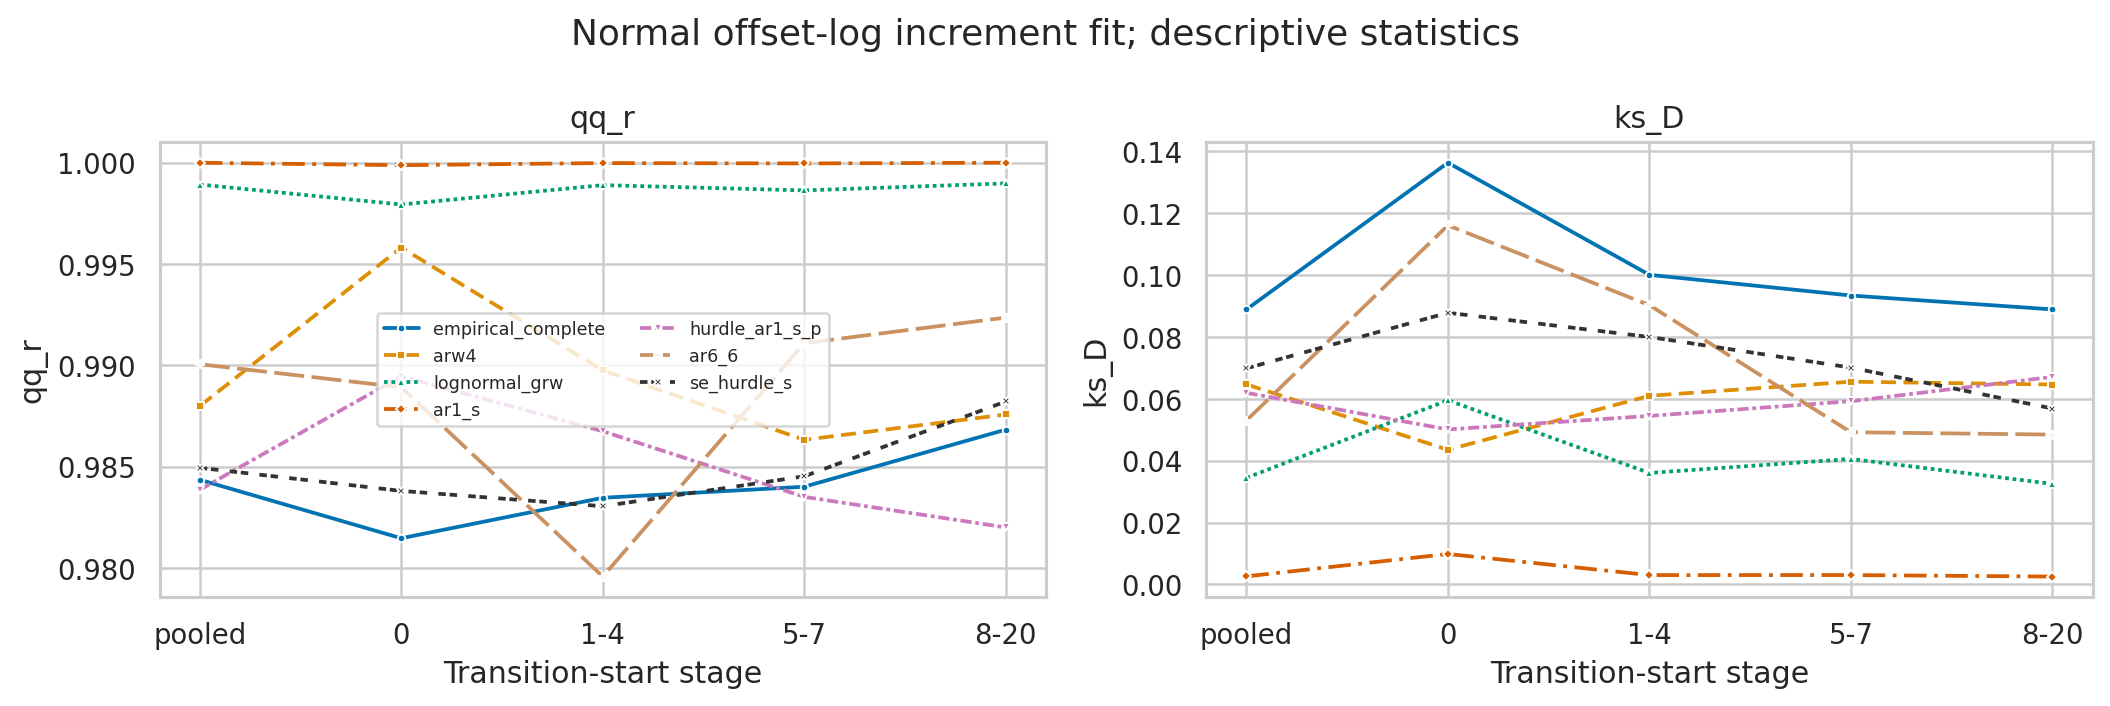 Normal offset-log increment fit; descriptive statistics
qq_r
1.000
0.995
0.990
0.985
0.980
qq_r
empirical_complete
arw4
lognormal_grw
ar1_s
hurdle_ar1_s_p
ar6_6
se_hurdle_s
pooled
0
1-4
5-7
8-20
Transition-start stage
ks_D
0.14
0.12
0.10
0.08
0.06
0.04
0.02
0.00
ks_D
pooled
0
1-4
5-7
8-20
Transition-start stage